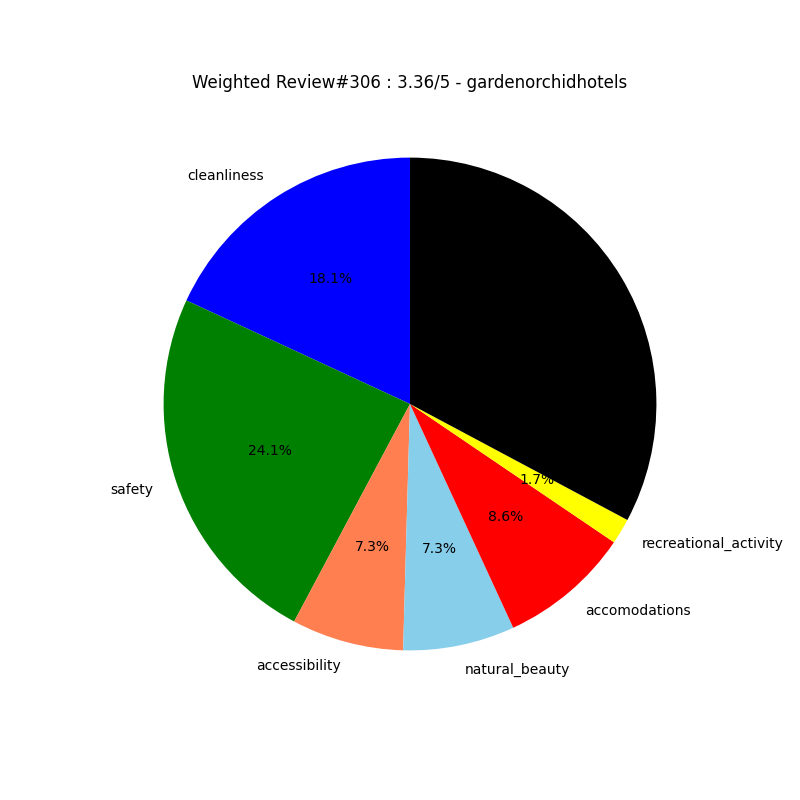 Weighted Review#306 : 3.36/5 - gardenorchidhotels
cleanliness
18.1%
safety
24.1%
accessibility
7.3%
natural_beauty
7.3%
accomodations
8.6%
recreational_activity
1.7%